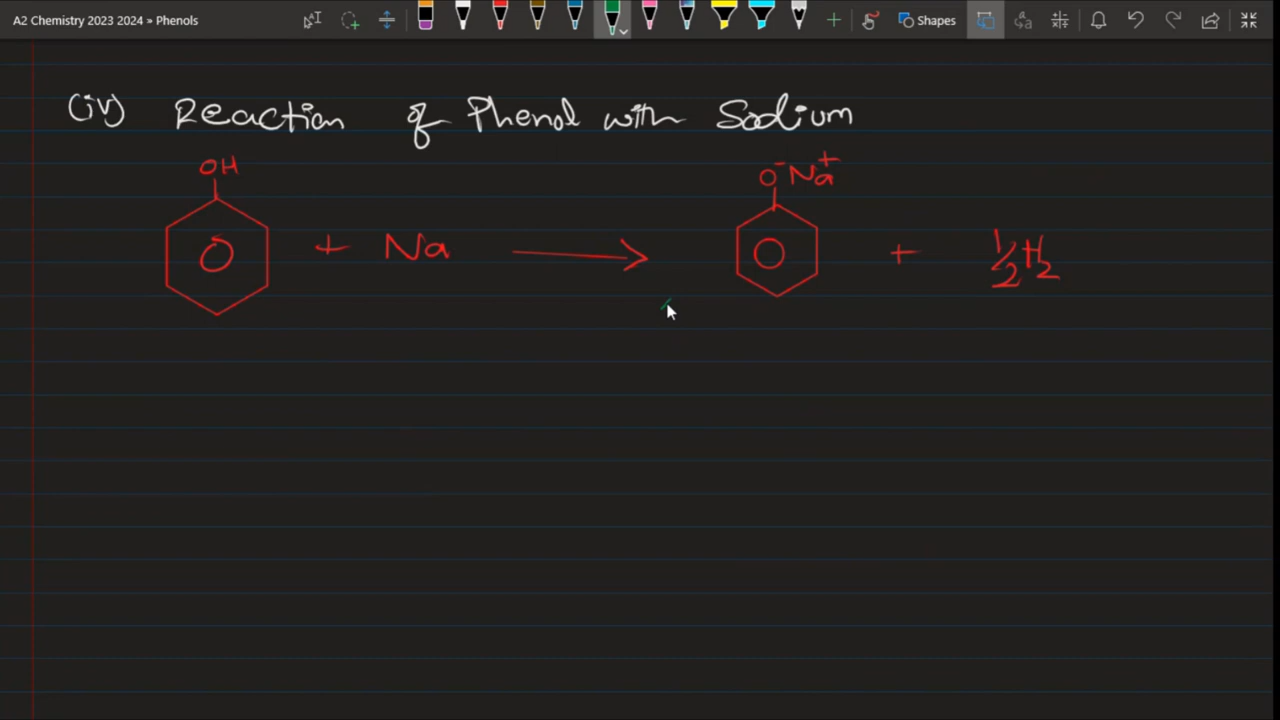 A2 Chemistry 2023 2024 » Phenols
Shapes
(iv) Reaction of Phenol with Sodium
OH
O⁻Na⁺
+ Na → + ½H₂